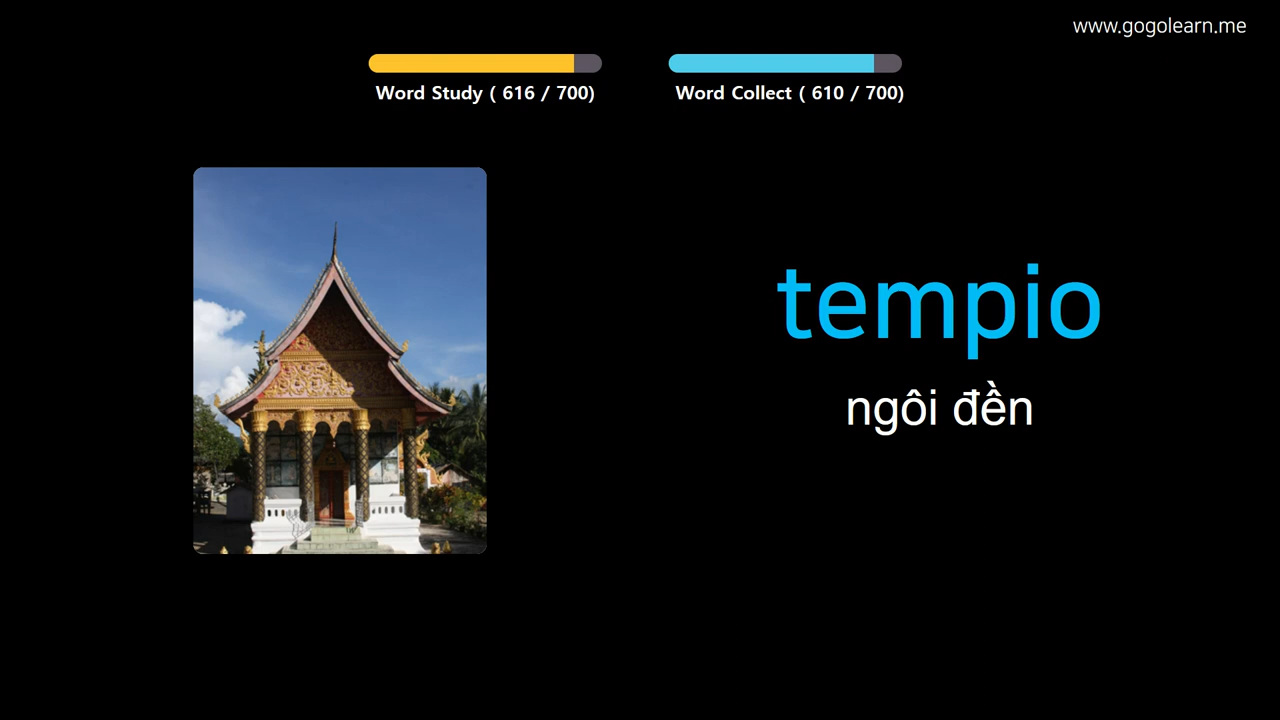 www.gogolearn.me
Word Study ( 616 / 700)
Word Collect ( 610 / 700)
tempio
ngôi đền